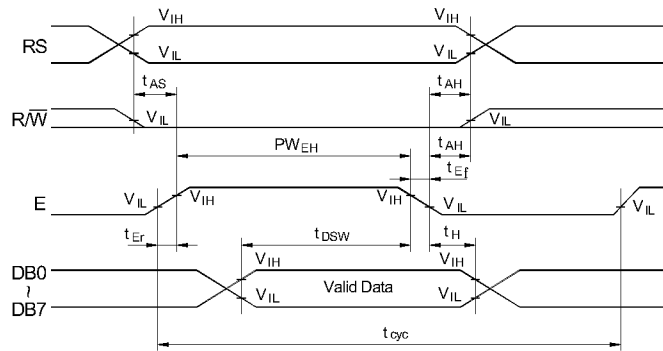 V_IH V_IH
RS
V_IL V_IL
t_AS t_AH
R/W̅
V_IL V_IL
PW_EH t_AH
t_Ef
E
V_IL V_IH V_IH V_IL V_IL
t_Er t_DSW t_H
V_IH V_IH
DB0
~
DB7
V_IL Valid Data V_IL
t_cyc